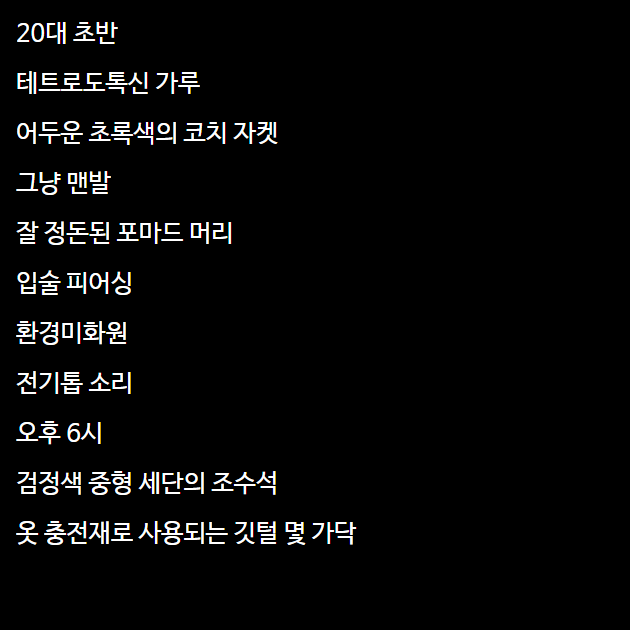 20대 초반
테트로도톡신 가루
어두운 초록색의 코치 자켓
그냥 맨발
잘 정돈된 포마드 머리
입술 피어싱
환경미화원
전기톱 소리
오후 6시
검정색 중형 세단의 조수석
옷 충전재로 사용되는 깃털 몇 가닥